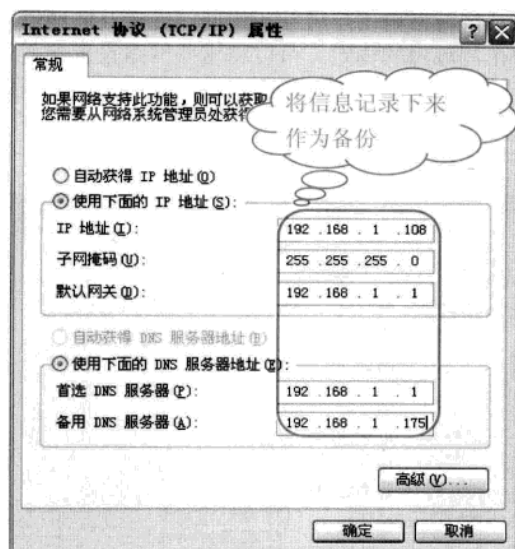 Internet 协议 (TCP/IP) 属性
常规
如果网络支持此功能，则可以获取
您需要从网络系统管理员处获得
将信息记录下来
作为备份
自动获得 IP 地址(O)
使用下面的 IP 地址(S):
IP 地址(I): 192 .168 . 1 .108
子网掩码(U): 255 .255 .255 . 0
默认网关(D): 192 .168 . 1 . 1
自动获得 DNS 服务器地址(B)
使用下面的 DNS 服务器地址(E):
首选 DNS 服务器(P): 192 .168 . 1 . 1
备用 DNS 服务器(A): 192 .168 . 1 .175
高级(V)...
确定 取消